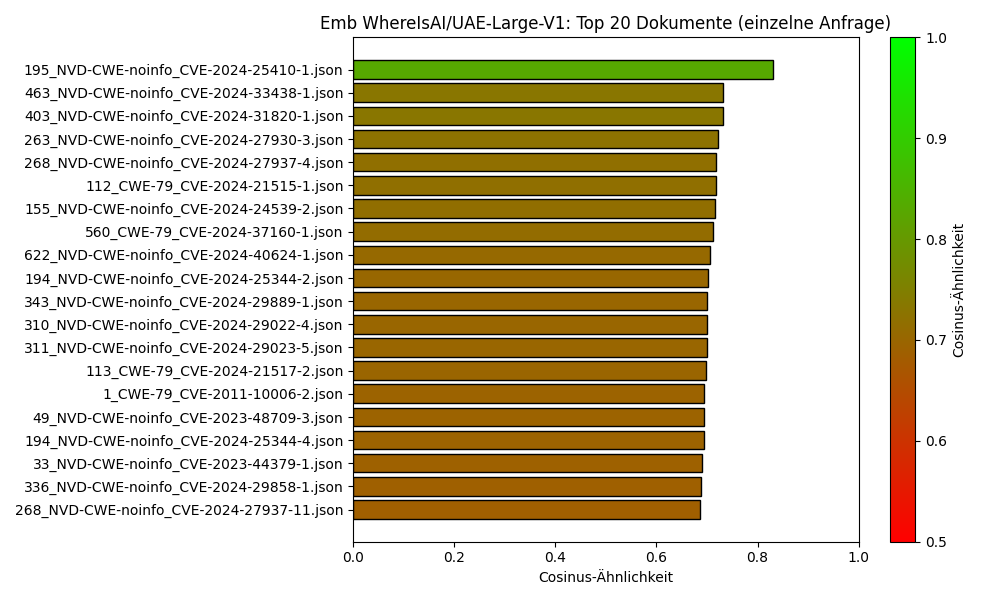 Emb WhereIsAI/UAE-Large-V1: Top 20 Dokumente (einzelne Anfrage)
195_NVD-CWE-noinfo_CVE-2024-25410-1.json
463_NVD-CWE-noinfo_CVE-2024-33438-1.json
403_NVD-CWE-noinfo_CVE-2024-31820-1.json
263_NVD-CWE-noinfo_CVE-2024-27930-3.json
268_NVD-CWE-noinfo_CVE-2024-27937-4.json
112_CWE-79_CVE-2024-21515-1.json
155_NVD-CWE-noinfo_CVE-2024-24539-2.json
560_CWE-79_CVE-2024-37160-1.json
622_NVD-CWE-noinfo_CVE-2024-40624-1.json
194_NVD-CWE-noinfo_CVE-2024-25344-2.json
343_NVD-CWE-noinfo_CVE-2024-29889-1.json
310_NVD-CWE-noinfo_CVE-2024-29022-4.json
311_NVD-CWE-noinfo_CVE-2024-29023-5.json
113_CWE-79_CVE-2024-21517-2.json
1_CWE-79_CVE-2011-10006-2.json
49_NVD-CWE-noinfo_CVE-2023-48709-3.json
194_NVD-CWE-noinfo_CVE-2024-25344-4.json
33_NVD-CWE-noinfo_CVE-2023-44379-1.json
336_NVD-CWE-noinfo_CVE-2024-29858-1.json
268_NVD-CWE-noinfo_CVE-2024-27937-11.json
0.0 0.2 0.4 0.6 0.8 1.0
Cosinus-Ähnlichkeit
1.0
0.9
0.8
0.7
0.6
0.5
Cosinus-Ähnlichkeit